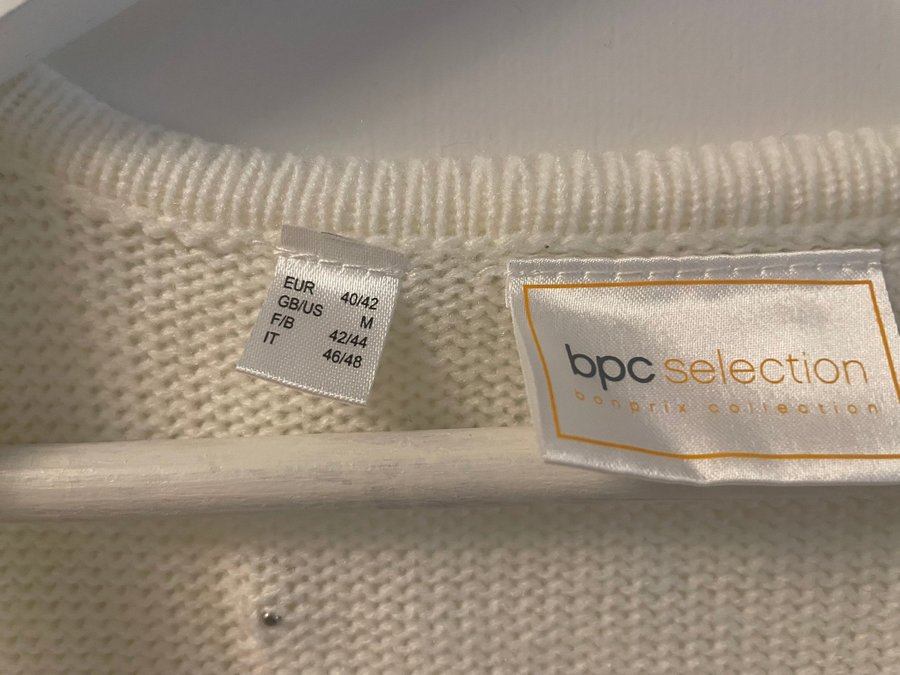 EUR 40/42
GB/US M
F/B 42/44
IT 46/48
bpc selection
bonprix collection